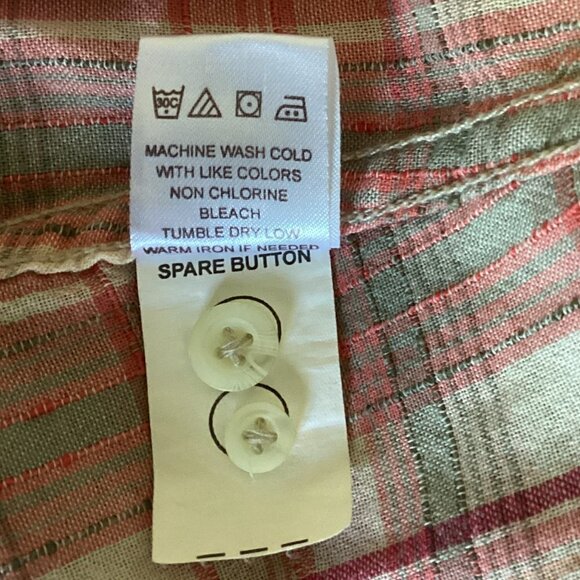 30C
MACHINE WASH COLD
WITH LIKE COLORS
NON CHLORINE
BLEACH
TUMBLE DRY LOW
WARM IRON IF NEEDED
SPARE BUTTON